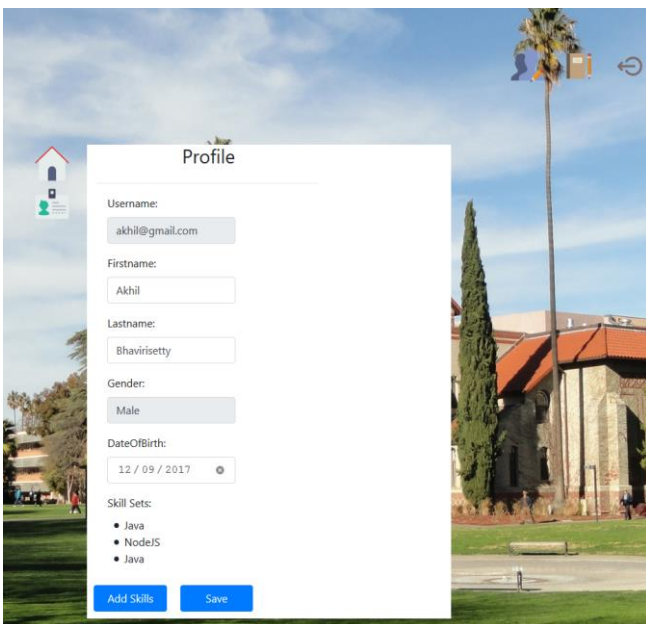 Profile
Username:
akhil@gmail.com
Firstname:
Akhil
Lastname:
Bhavirisetty
Gender:
Male
DateOfBirth:
12 / 09 / 2017
Skill Sets:
Java
NodeJS
Java
Add Skills
Save